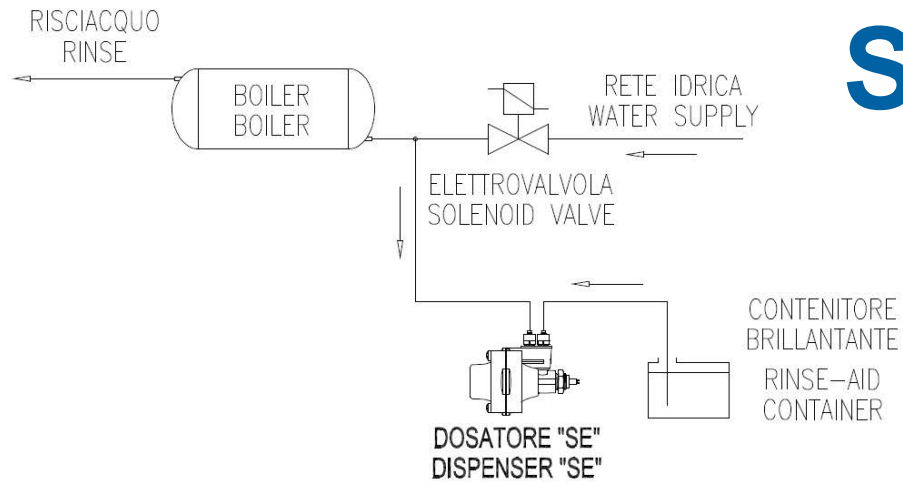 RISCIACQUO
RINSE
BOILER
BOILER
RETE IDRICA
WATER SUPPLY
S
ELETTROVALVOLA
SOLENOID VALVE
CONTENITORE
BRILLANTANTE
RINSE-AID
CONTAINER
DOSATORE "SE"
DISPENSER "SE"